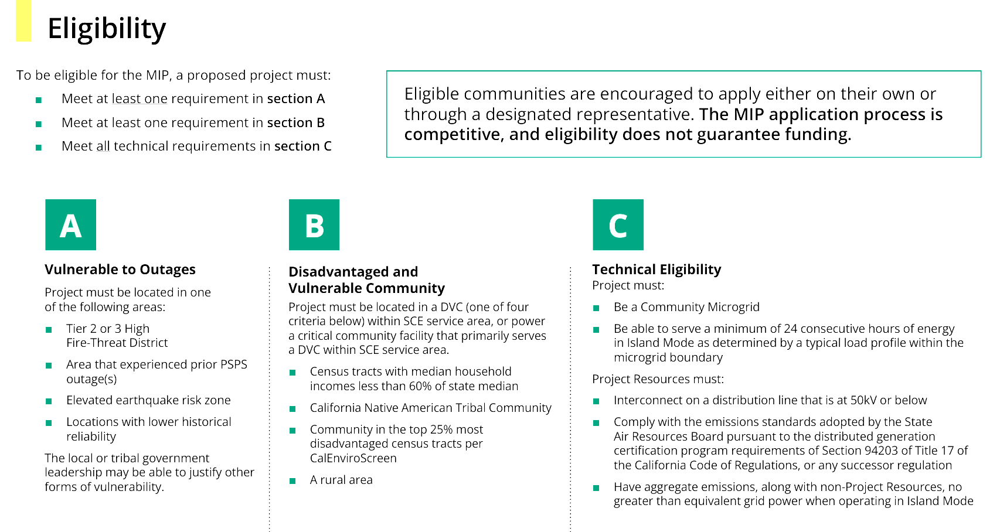 Eligibility
To be eligible for the MIP, a proposed project must:
Meet at least one requirement in section A
Meet at least one requirement in section B
Meet all technical requirements in section C
Eligible communities are encouraged to apply either on their own or
through a designated representative. The MIP application process is
competitive, and eligibility does not guarantee funding.
A
Vulnerable to Outages
Project must be located in one
of the following areas:
Tier 2 or 3 High
Fire-Threat District
Area that experienced prior PSPS
outage(s)
Elevated earthquake risk zone
Locations with lower historical
reliability
The local or tribal government
leadership may be able to justify other
forms of vulnerability.
B
Disadvantaged and
Vulnerable Community
Project must be located in a DVC (one of four
criteria below) within SCE service area, or power
a critical community facility that primarily serves
a DVC within SCE service area.
Census tracts with median household
incomes less than 60% of state median
California Native American Tribal Community
Community in the top 25% most
disadvantaged census tracts per
CalEnviroScreen
A rural area
C
Technical Eligibility
Project must:
Be a Community Microgrid
Be able to serve a minimum of 24 consecutive hours of energy
in Island Mode as determined by a typical load profile within the
microgrid boundary
Project Resources must:
Interconnect on a distribution line that is at 50kV or below
Comply with the emissions standards adopted by the State
Air Resources Board pursuant to the distributed generation
certification program requirements of Section 94203 of Title 17 of
the California Code of Regulations, or any successor regulation
Have aggregate emissions, along with non-Project Resources, no
greater than equivalent grid power when operating in Island Mode